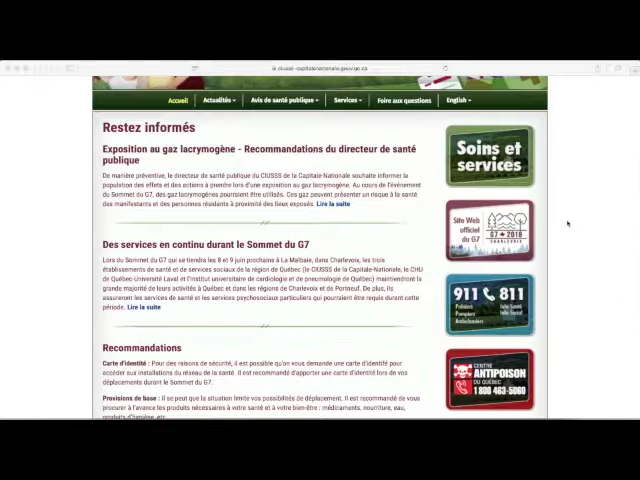 ciusss-capitalenationale.gouv.qc.ca
Accueil
Actualités
Avis de santé publique
Services
Foire aux questions
English
Restez informés
Exposition au gaz lacrymogène - Recommandations du directeur de santé
publique
De manière préventive, le directeur de santé publique du CIUSSS de la Capitale-Nationale souhaite informer la
population des effets et des actions à prendre lors d'une exposition au gaz lacrymogène. Au cours de l'événement
du Sommet du G7, des gaz lacrymogènes pourraient être utilisés. Ces gaz peuvent présenter un risque à la santé
des manifestants et des personnes résidents à proximité des lieux exposés. Lire la suite
Des services en continu durant le Sommet du G7
Lors du Sommet du G7 qui se tiendra les 8 et 9 juin prochains à La Malbaie, dans Charlevoix, les trois
établissements de santé et de services sociaux de la région de Québec (le CIUSSS de la Capitale-Nationale, le CHU
de Québec-Université Laval et l'Institut universitaire de cardiologie et de pneumologie de Québec) maintiendront la
grande majorité de leurs activités à Québec et dans les régions de Charlevoix et de Portneuf. De plus, ils
assureront les services de santé et les services psychosociaux particuliers qui pourraient être requis durant cette
période. Lire la suite
Recommandations
Carte d'identité : Pour des raisons de sécurité, il est possible qu'on vous demande une carte d'identité pour
accéder aux installations du réseau de la santé. Il est recommandé d'apporter une carte d'identité lors de vos
déplacements durant le Sommet du G7.
Provisions de base : Il se peut que la situation limite vos possibilités de déplacement. Il est recommandé de vous
procurer à l'avance les produits nécessaires à votre santé et à votre bien-être : médicaments, nourriture, eau,
produits d'hygiène, etc.
Soins et
services
Site Web
officiel
du G7
G7 2018
CHARLEVOIX
911 811
Policiers
Pompiers
Ambulanciers
Info-Santé
Info-Social
CENTRE
ANTIPOISON
DU QUÉBEC
1 800 463-5060